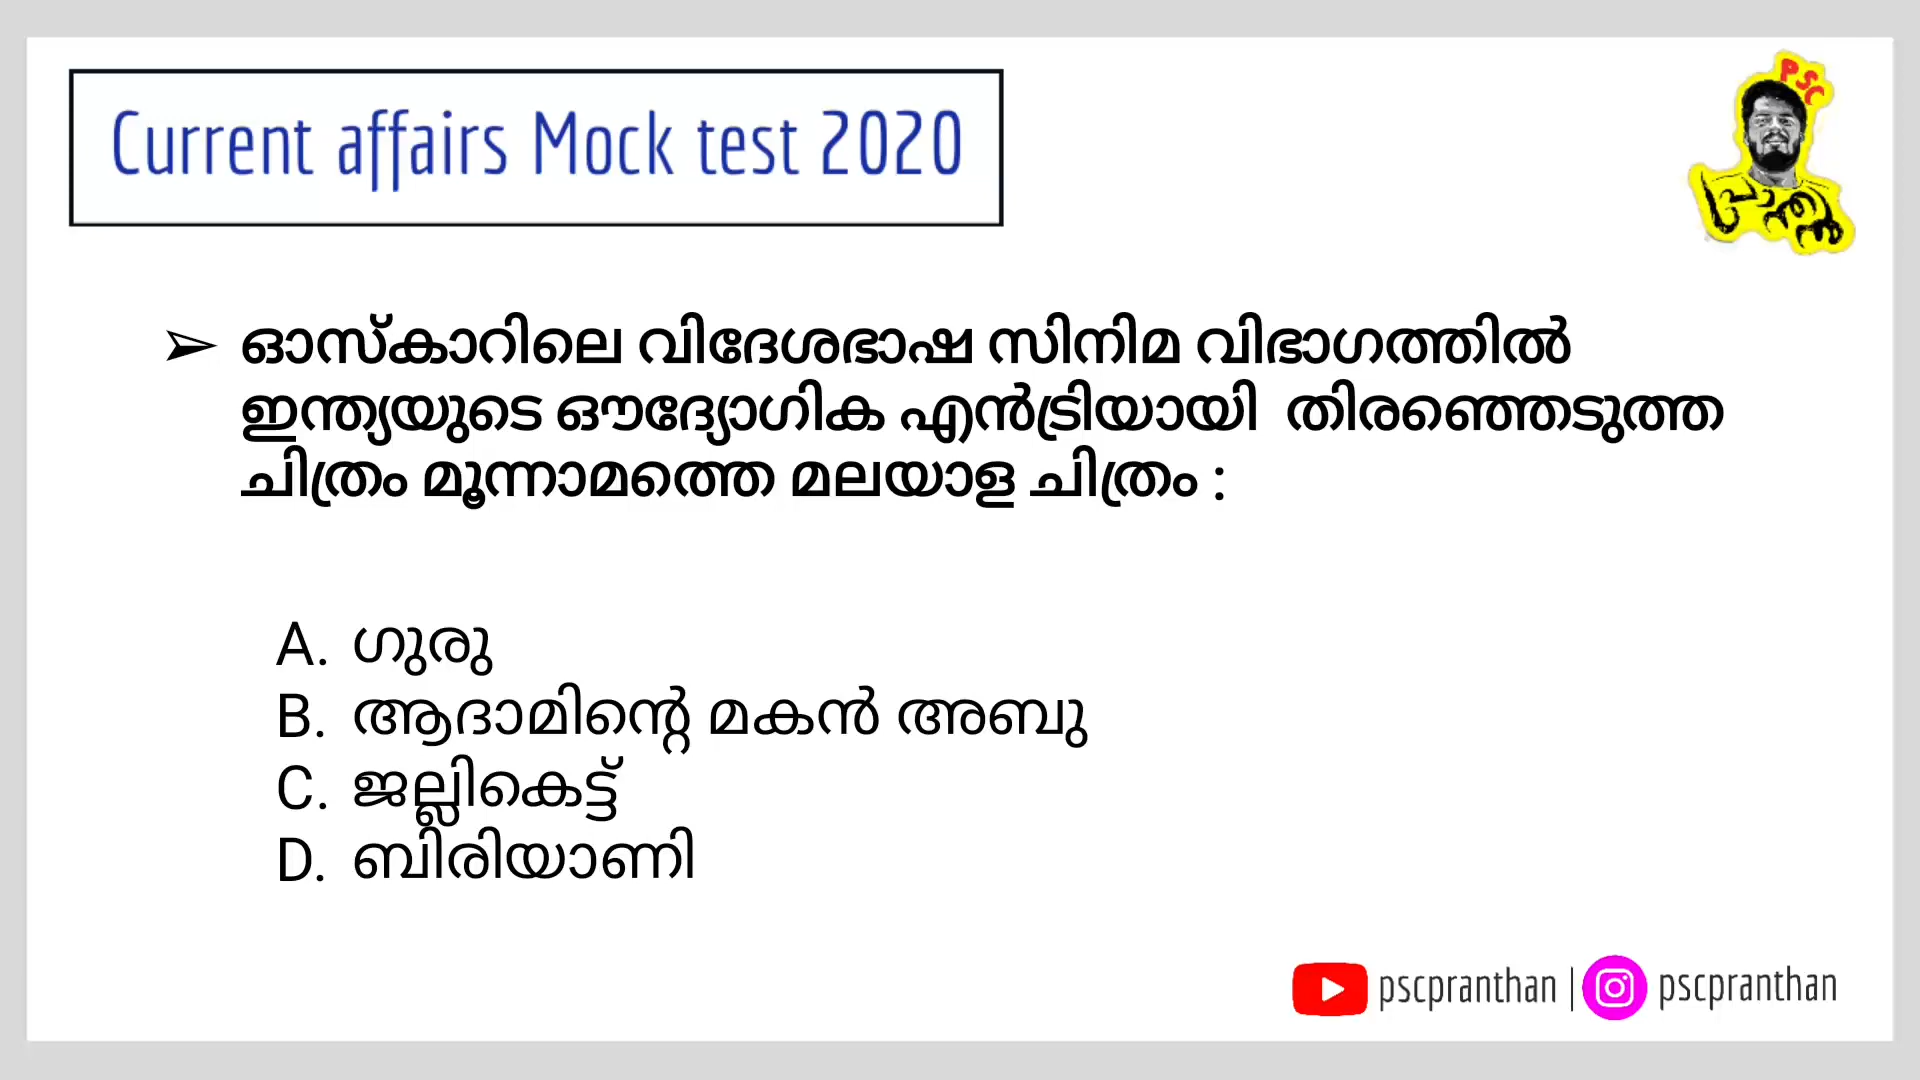 Current affairs Mock test 2020
PSC
പ്രാന്തൻ
➢ ഓസ്കാറിലെ വിദേശഭാഷ സിനിമ വിഭാഗത്തിൽ
ഇന്ത്യയുടെ ഔദ്യോഗിക എൻട്രിയായി തിരഞ്ഞെടുത്ത
ചിത്രം മൂന്നാമത്തെ മലയാള ചിത്രം :
A. ഗുരു
B. ആദാമിന്റെ മകൻ അബു
C. ജല്ലികെട്ട്
D. ബിരിയാണി
pscpranthan | pscpranthan